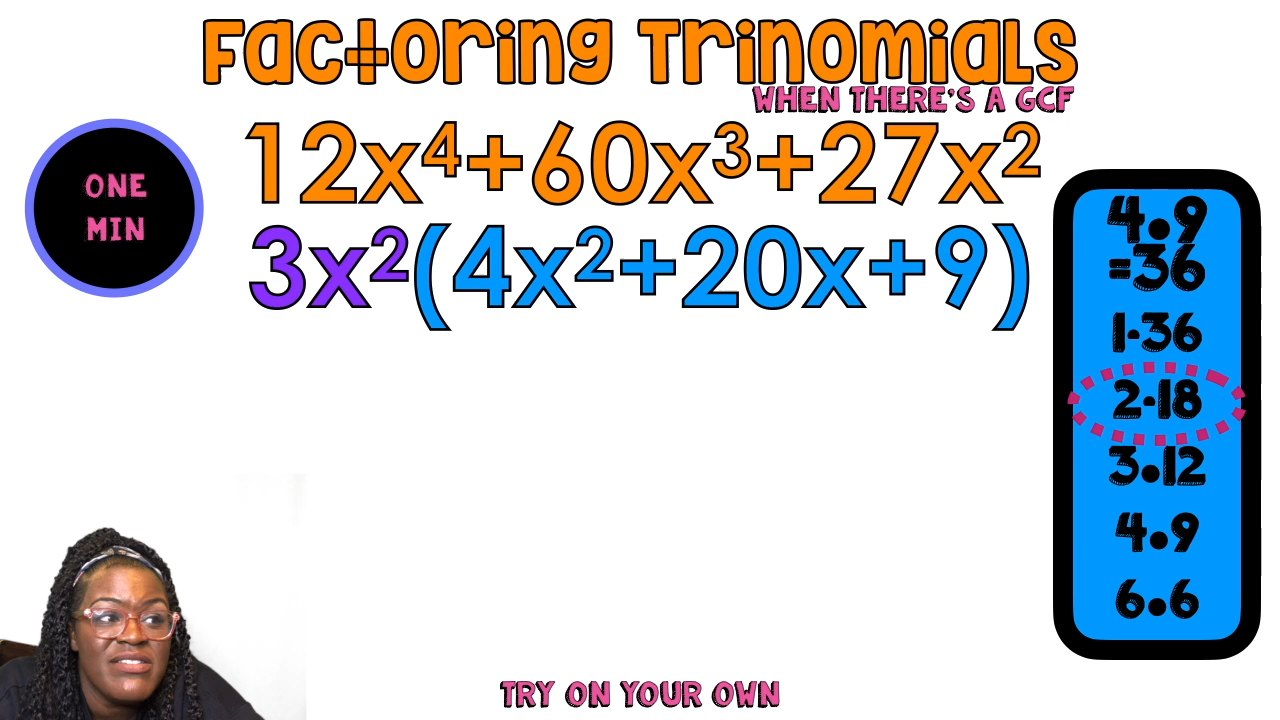 Factoring Trinomials
WHEN THERE'S A GCF
ONE
MIN
12x⁴+60x³+27x²
3x²(4x²+20x+9)
4•9
=36
1•36
2•18
3•12
4•9
6•6
TRY ON YOUR OWN